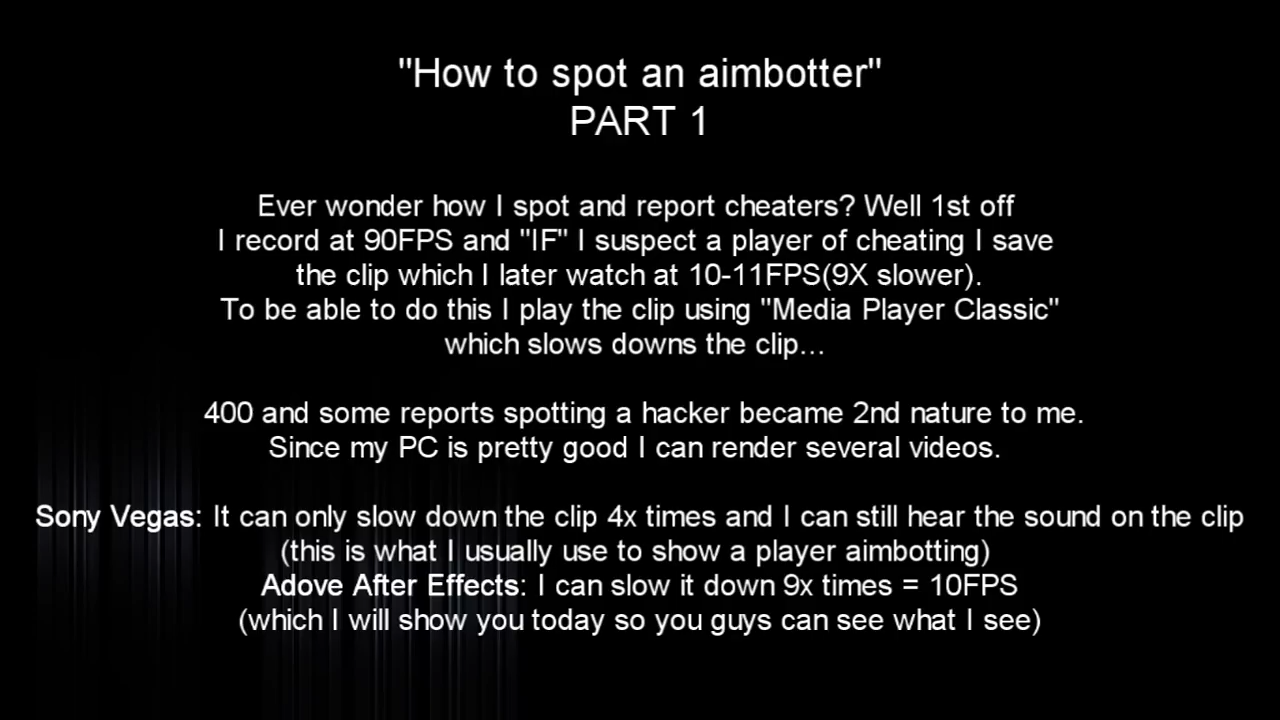 "How to spot an aimbotter"
PART 1
Ever wonder how I spot and report cheaters? Well 1st off
I record at 90FPS and "IF" I suspect a player of cheating I save
the clip which I later watch at 10-11FPS(9X slower).
To be able to do this I play the clip using "Media Player Classic"
which slows downs the clip...
400 and some reports spotting a hacker became 2nd nature to me.
Since my PC is pretty good I can render several videos.
Sony Vegas: It can only slow down the clip 4x times and I can still hear the sound on the clip
(this is what I usually use to show a player aimbotting)
Adove After Effects: I can slow it down 9x times = 10FPS
(which I will show you today so you guys can see what I see)